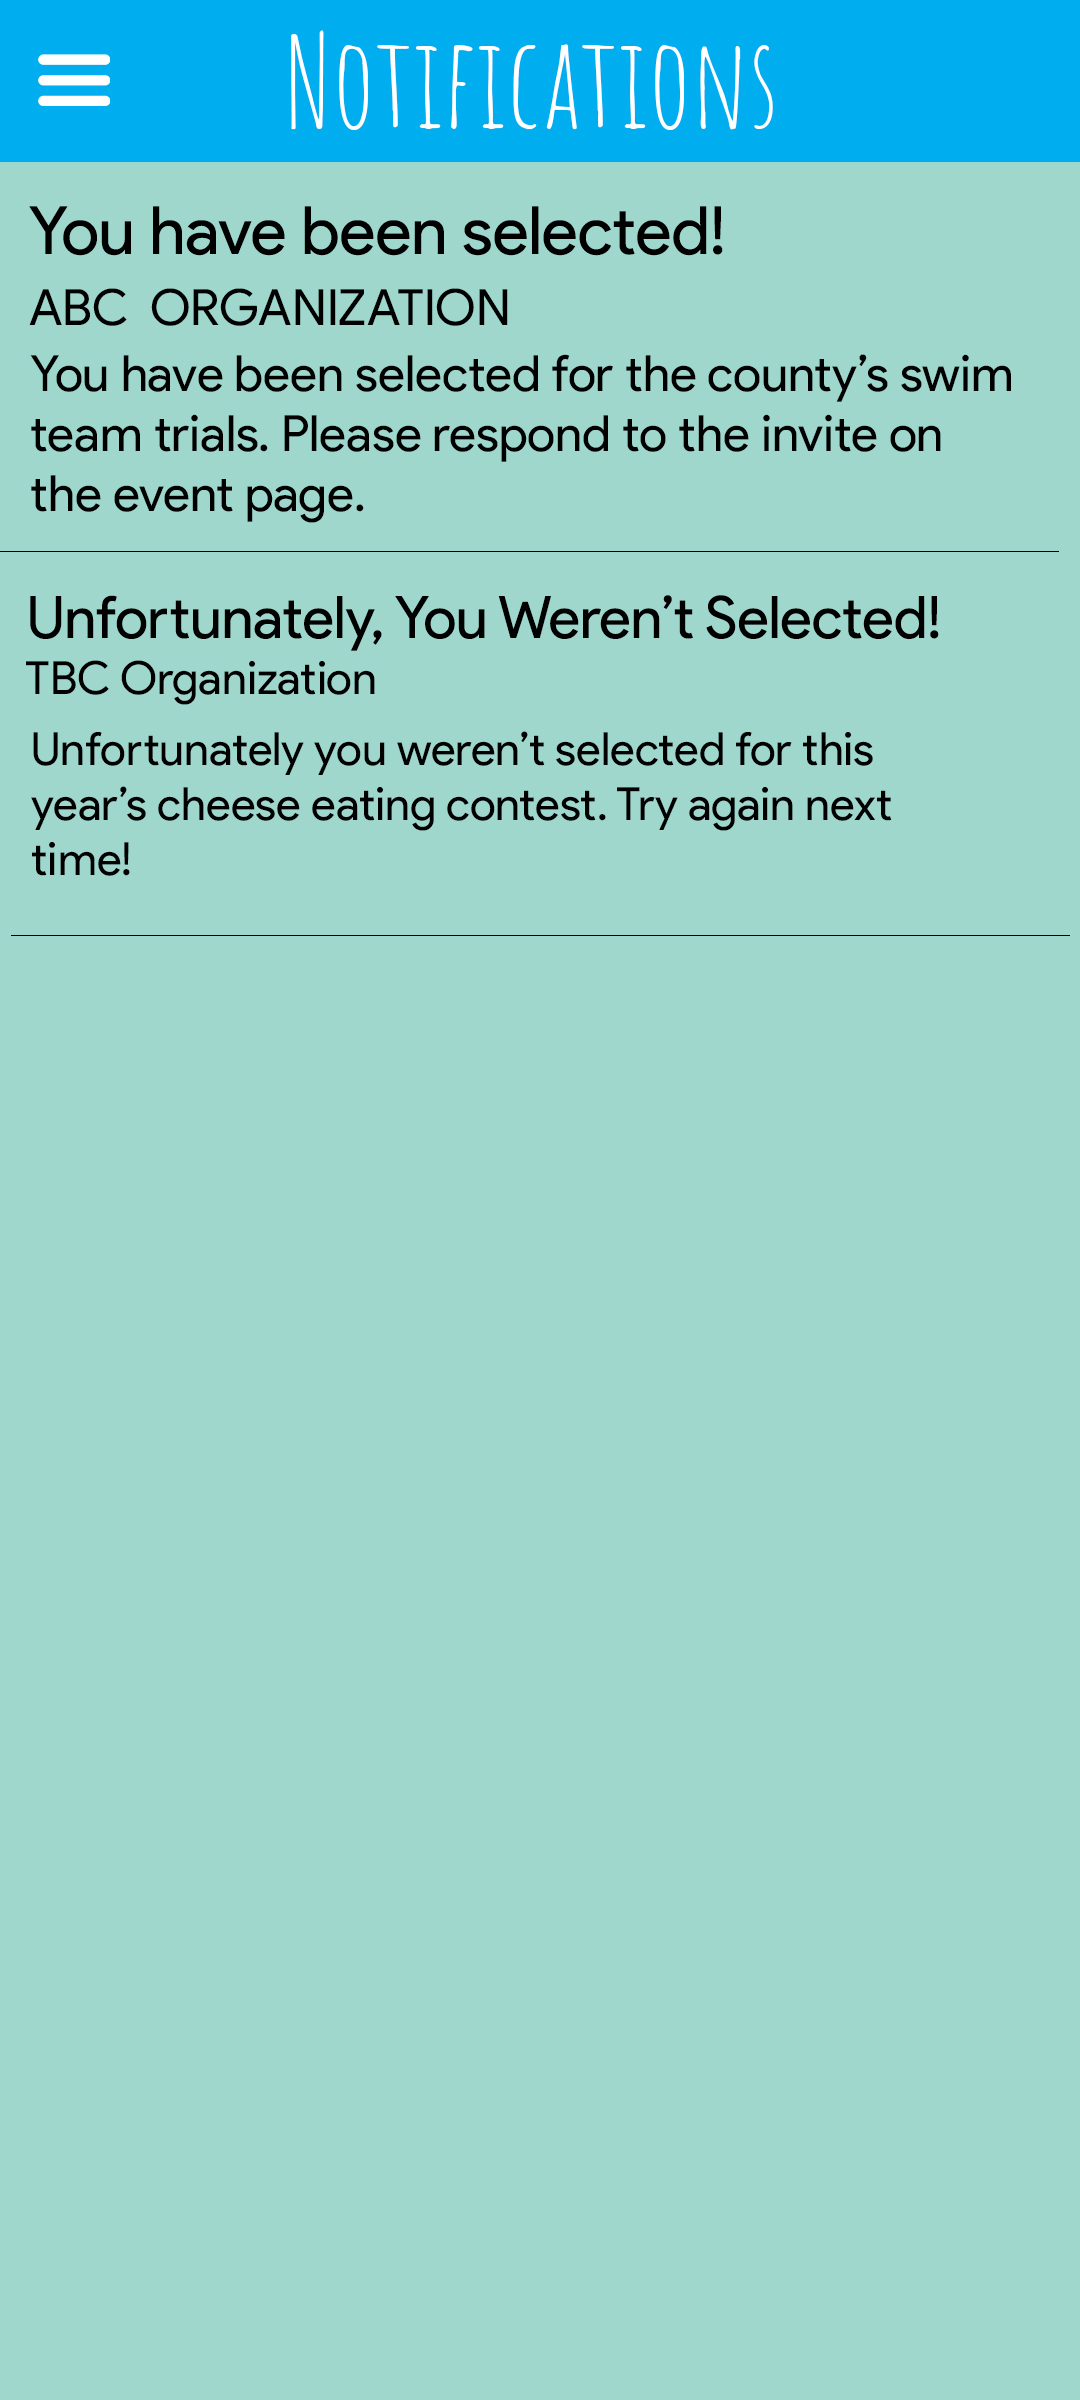 Notifications
You have been selected!
ABC ORGANIZATION
You have been selected for the county’s swim
team trials. Please respond to the invite on
the event page.
Unfortunately, You Weren’t Selected!
TBC Organization
Unfortunately you weren’t selected for this
year’s cheese eating contest. Try again next
time!